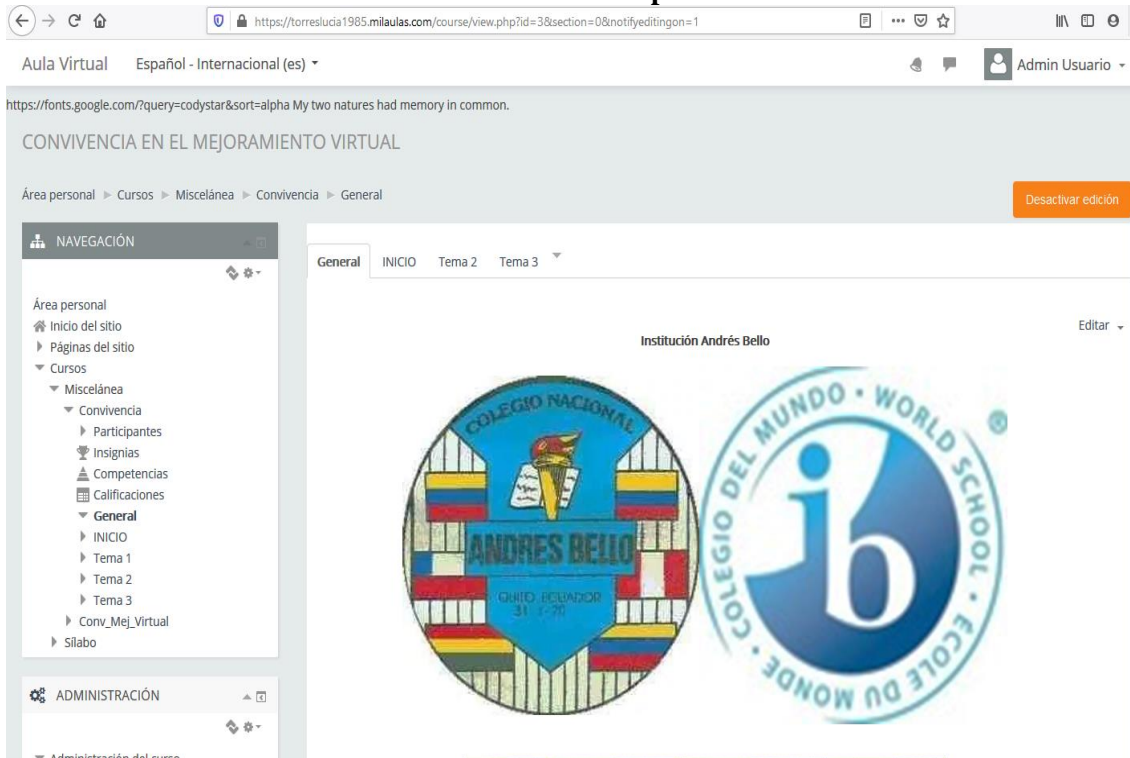 https://torreslucia1985.milaulas.com/course/view.php?id=3&section=0&notifyeditingon=1
Aula Virtual Español - Internacional (es) Admin Usuario
https://fonts.google.com/?query=codystar&sort=alpha My two natures had memory in common.
CONVIVENCIA EN EL MEJORAMIENTO VIRTUAL
Área personal Cursos Miscelánea Convivencia General
Desactivar edición
NAVEGACIÓN
Área personal
Inicio del sitio
Páginas del sitio
Cursos
Miscelánea
Convivencia
Participantes
Insignias
Competencias
Calificaciones
General
INICIO
Tema 1
Tema 2
Tema 3
Conv_Mej_Virtual
Sílabo
ADMINISTRACIÓN
Administración del curso
General INICIO Tema 2 Tema 3
Editar
Institución Andrés Bello
COLEGIO NACIONAL
ANDRES BELLO
QUITO ECUADOR
COLEGIO DEL MUNDO · WORLD SCHOOL · ECOLE DU MONDE ·
ib
®